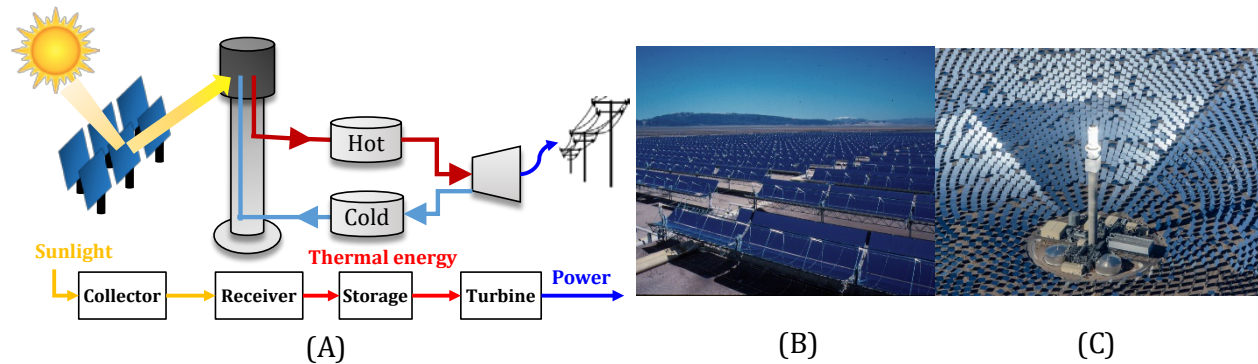 Hot
Cold
Sunlight
Thermal energy
Power
Collector
Receiver
Storage
Turbine
(A)
(B)
(C)